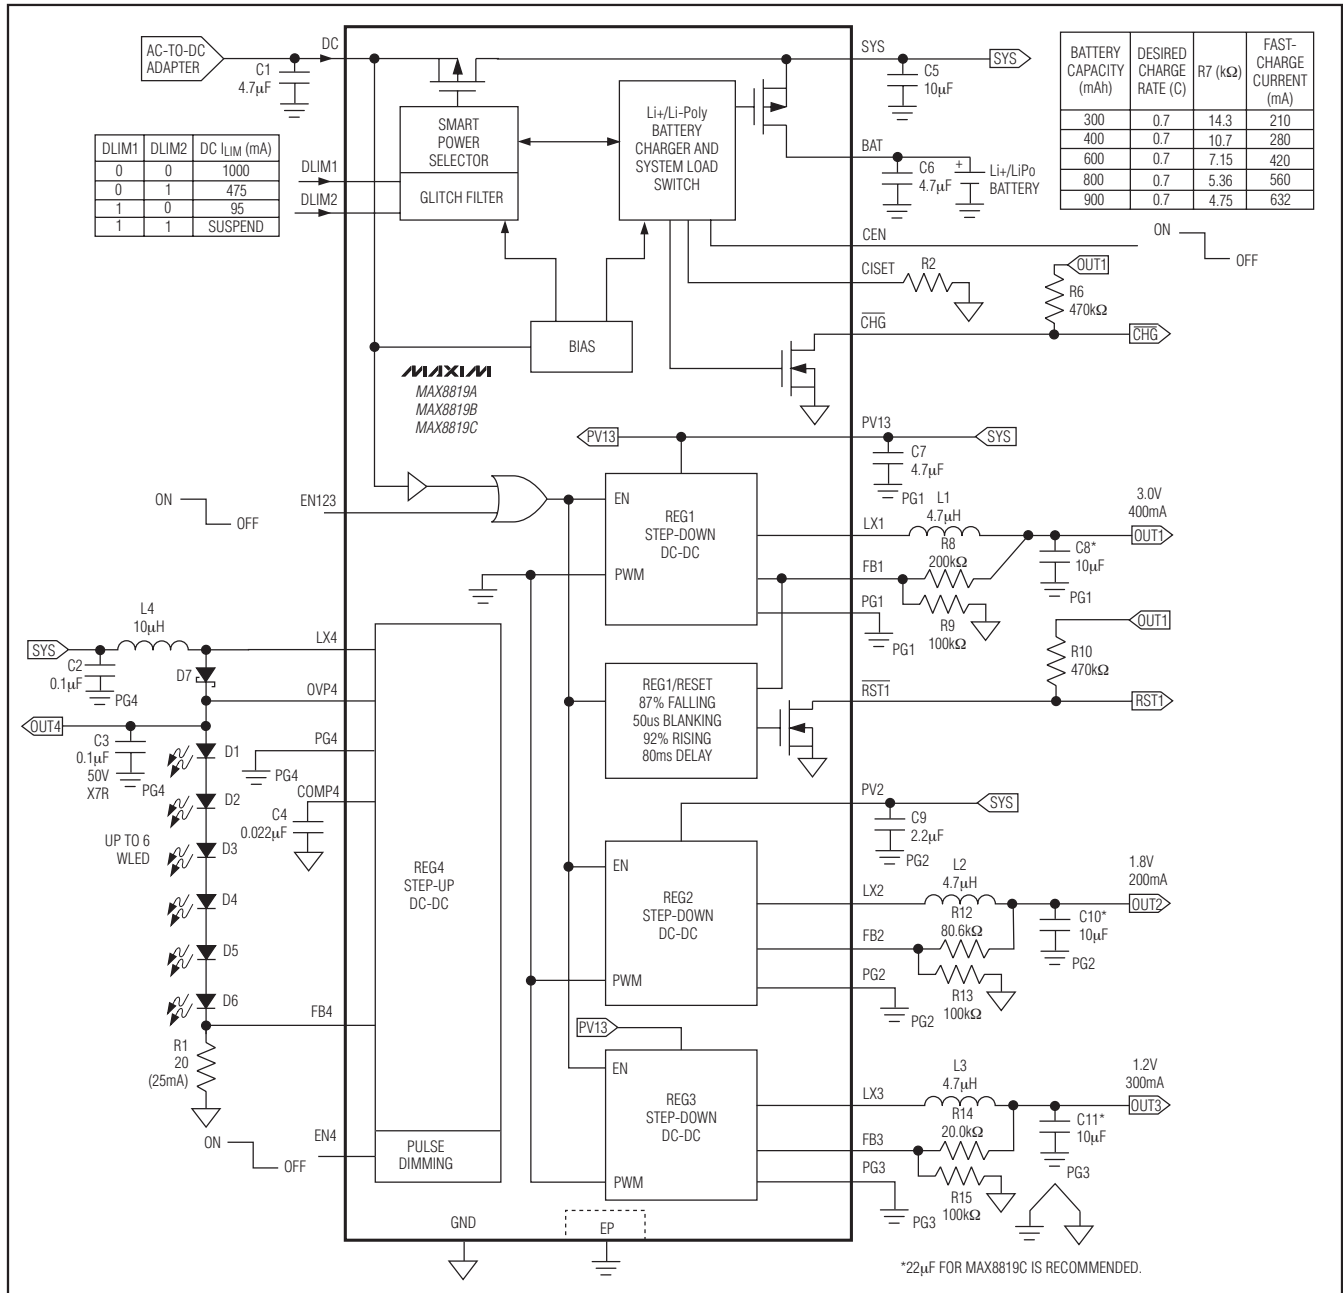 AC-TO-DC
ADAPTER
C1
4.7µF
DC
SYS
C5
10µF
SYS
BATTERY CAPACITY (mAh) DESIRED CHARGE RATE (C) R7 (kΩ) FAST-CHARGE CURRENT (mA)
300 0.7 14.3 210
400 0.7 10.7 280
600 0.7 7.15 420
800 0.7 5.36 560
900 0.7 4.75 632
DLIM1 DLIM2 DC ILIM (mA)
0 0 1000
0 1 475
1 0 95
1 1 SUSPEND
DLIM1
DLIM2
SMART
POWER
SELECTOR
GLITCH FILTER
Li+/Li-Poly
BATTERY
CHARGER AND
SYSTEM LOAD
SWITCH
BAT
C6
4.7µF
+
Li+/LiPo
BATTERY
CEN
ON
OFF
CISET
R2
OUT1
R6
470kΩ
CHG
CHG
BIAS
MAXIM
MAX8819A
MAX8819B
MAX8819C
PV13
PV13
SYS
C7
4.7µF
PG1
ON
OFF
EN123
EN
REG1
STEP-DOWN
DC-DC
PWM
LX1
L1
4.7µH
3.0V
400mA
OUT1
R8
200kΩ
C8*
10µF
PG1
FB1
PG1
PG1
R9
100kΩ
OUT1
R10
470kΩ
L4
10µH
SYS
C2
0.1µF
PG4
LX4
D7
OVP4
OUT4
C3
0.1µF
50V
X7R
PG4
D1
D2
D3
D4
D5
D6
UP TO 6
WLED
PG4
PG4
COMP4
C4
0.022µF
REG4
STEP-UP
DC-DC
FB4
R1
20
(25mA)
ON
OFF
EN4
PULSE
DIMMING
REG1/RESET
87% FALLING
50us BLANKING
92% RISING
80ms DELAY
RST1
RST1
PV2
SYS
C9
2.2µF
PG2
EN
REG2
STEP-DOWN
DC-DC
PWM
LX2
L2
4.7µH
1.8V
200mA
OUT2
R12
80.6kΩ
C10*
10µF
PG2
FB2
PG2
PG2
R13
100kΩ
PV13
EN
REG3
STEP-DOWN
DC-DC
PWM
LX3
L3
4.7µH
1.2V
300mA
OUT3
R14
20.0kΩ
C11*
10µF
PG3
FB3
PG3
PG3
R15
100kΩ
GND
EP
*22µF FOR MAX8819C IS RECOMMENDED.